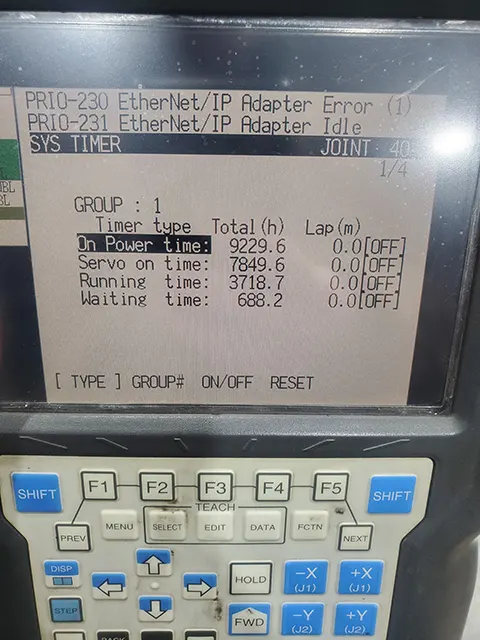 PRIO-230 EtherNet/IP Adapter Error (1)
PRIO-231 EtherNet/IP Adapter Idle
SYS TIMER JOINT 40
1/4
GROUP : 1
Timer type Total(h) Lap(m)
On Power time: 9229.6 0.0[OFF]
Servo on time: 7849.6 0.0[OFF]
Running time: 3718.7 0.0[OFF]
Waiting time: 688.2 0.0[OFF]
[ TYPE ] GROUP# ON/OFF RESET
SHIFT F1 F2 F3 F4 F5 SHIFT
TEACH
PREV MENU SELECT EDIT DATA FCTN NEXT
DISP
HOLD -X (J1) +X (J1)
STEP
FWD -Y (J2) +Y (J2)